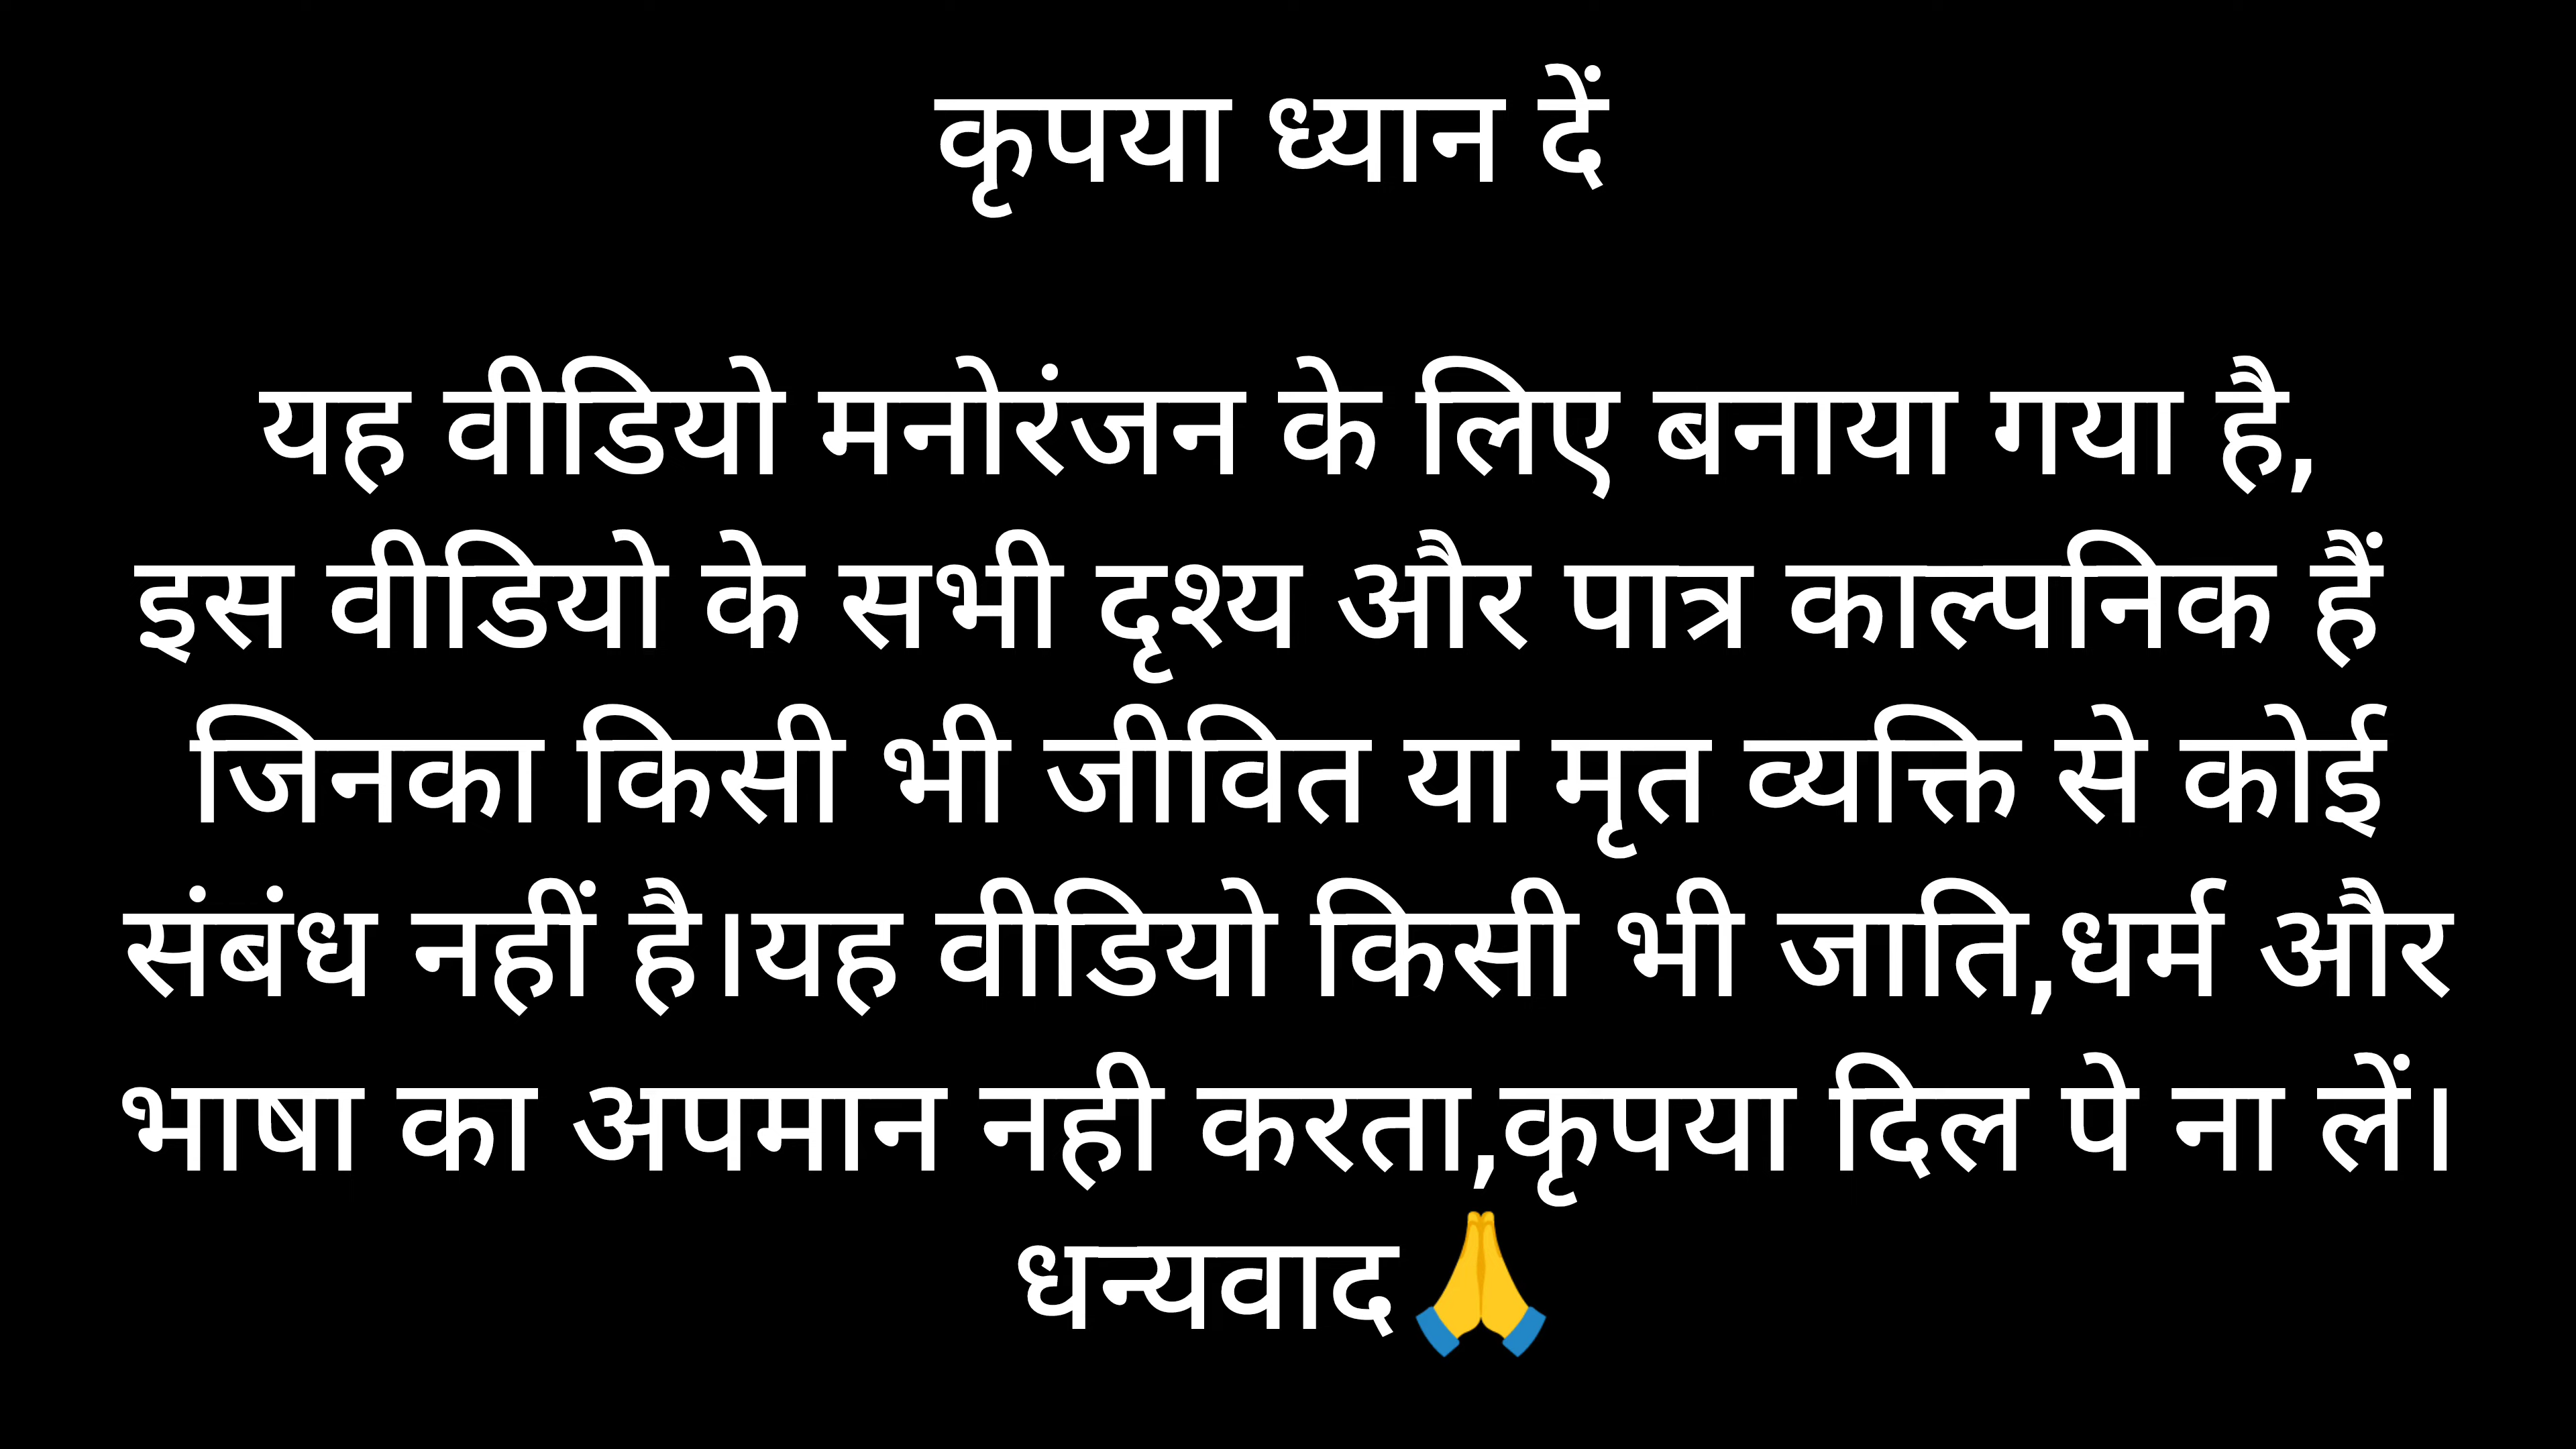 कृपया ध्यान दें
यह वीडियो मनोरंजन के लिए बनाया गया है,
इस वीडियो के सभी दृश्य और पात्र काल्पनिक हैं
जिनका किसी भी जीवित या मृत व्यक्ति से कोई
संबंध नहीं है।यह वीडियो किसी भी जाति,धर्म और
भाषा का अपमान नही करता,कृपया दिल पे ना लें।
धन्यवाद🙏